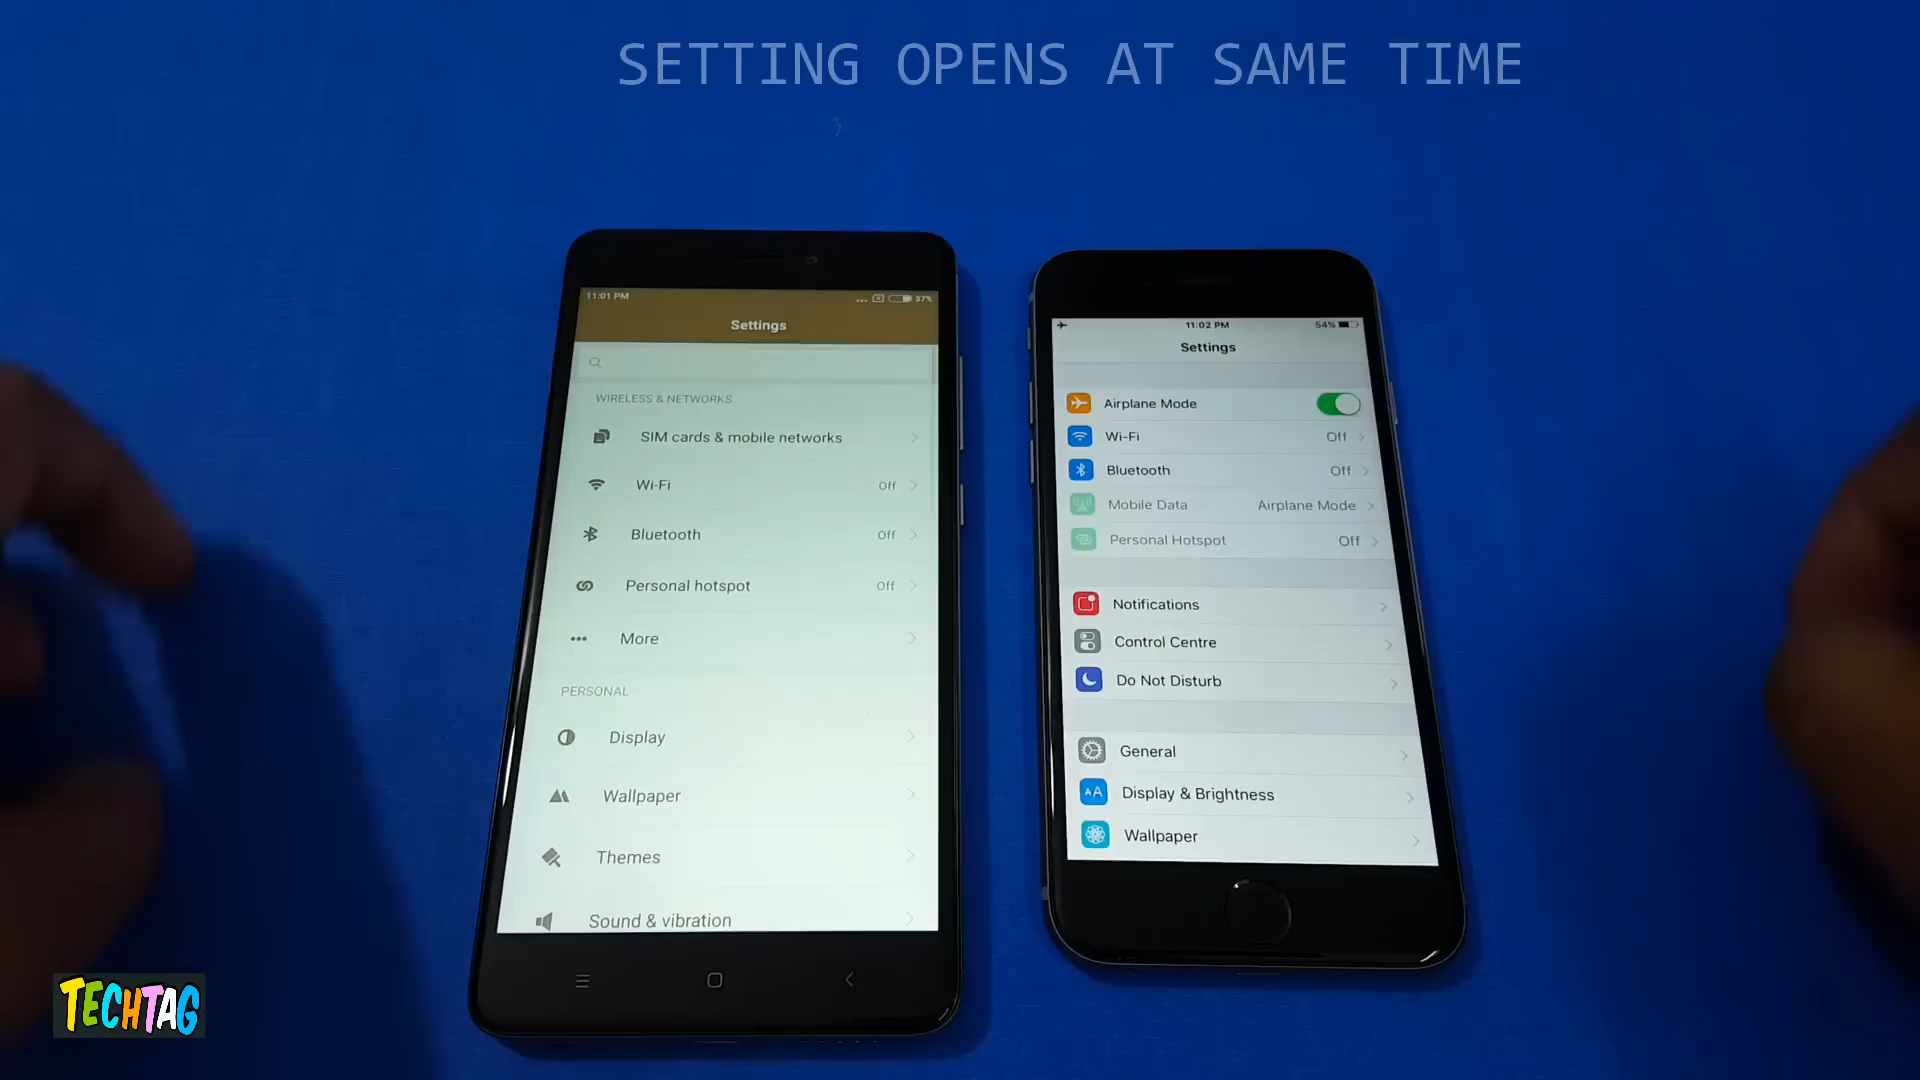 SETTING OPENS AT SAME TIME
11:01 PM
37%
Settings
WIRELESS & NETWORKS
SIM cards & mobile networks
Wi-Fi Off
Bluetooth Off
Personal hotspot Off
More
PERSONAL
Display
Wallpaper
Themes
Sound & vibration
11:02 PM
54%
Settings
Airplane Mode
Wi-Fi Off
Bluetooth Off
Mobile Data Airplane Mode
Personal Hotspot Off
Notifications
Control Centre
Do Not Disturb
General
AA Display & Brightness
Wallpaper
TECHTAG